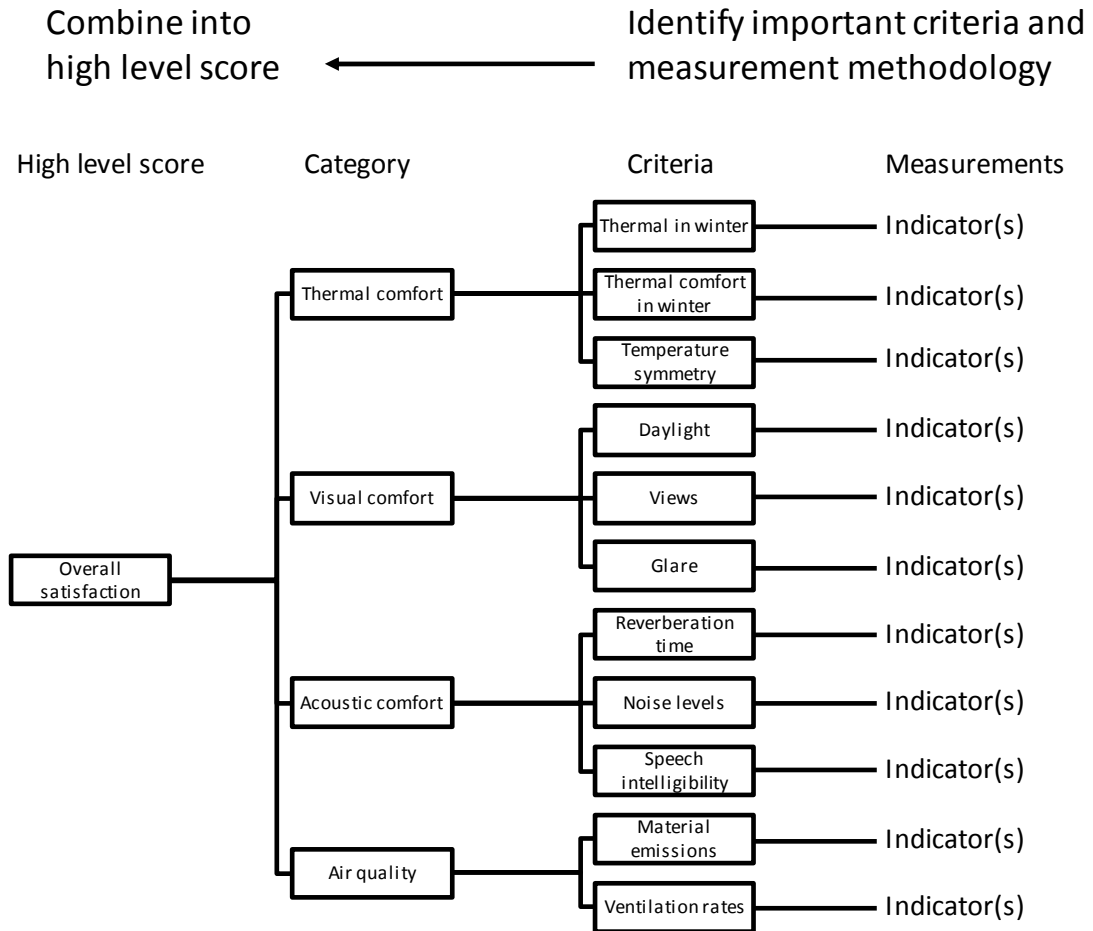 Combine into
high level score
Identify important criteria and
measurement methodology
High level score
Category
Criteria
Measurements
Thermal in winter
Indicator(s)
Thermal comfort
Thermal comfort
in winter
Indicator(s)
Temperature
symmetry
Indicator(s)
Daylight
Indicator(s)
Visual comfort
Views
Indicator(s)
Overall
satisfaction
Glare
Indicator(s)
Reverberation
time
Indicator(s)
Acoustic comfort
Noise levels
Indicator(s)
Speech
intelligibility
Indicator(s)
Material
emissions
Indicator(s)
Air quality
Ventilation rates
Indicator(s)